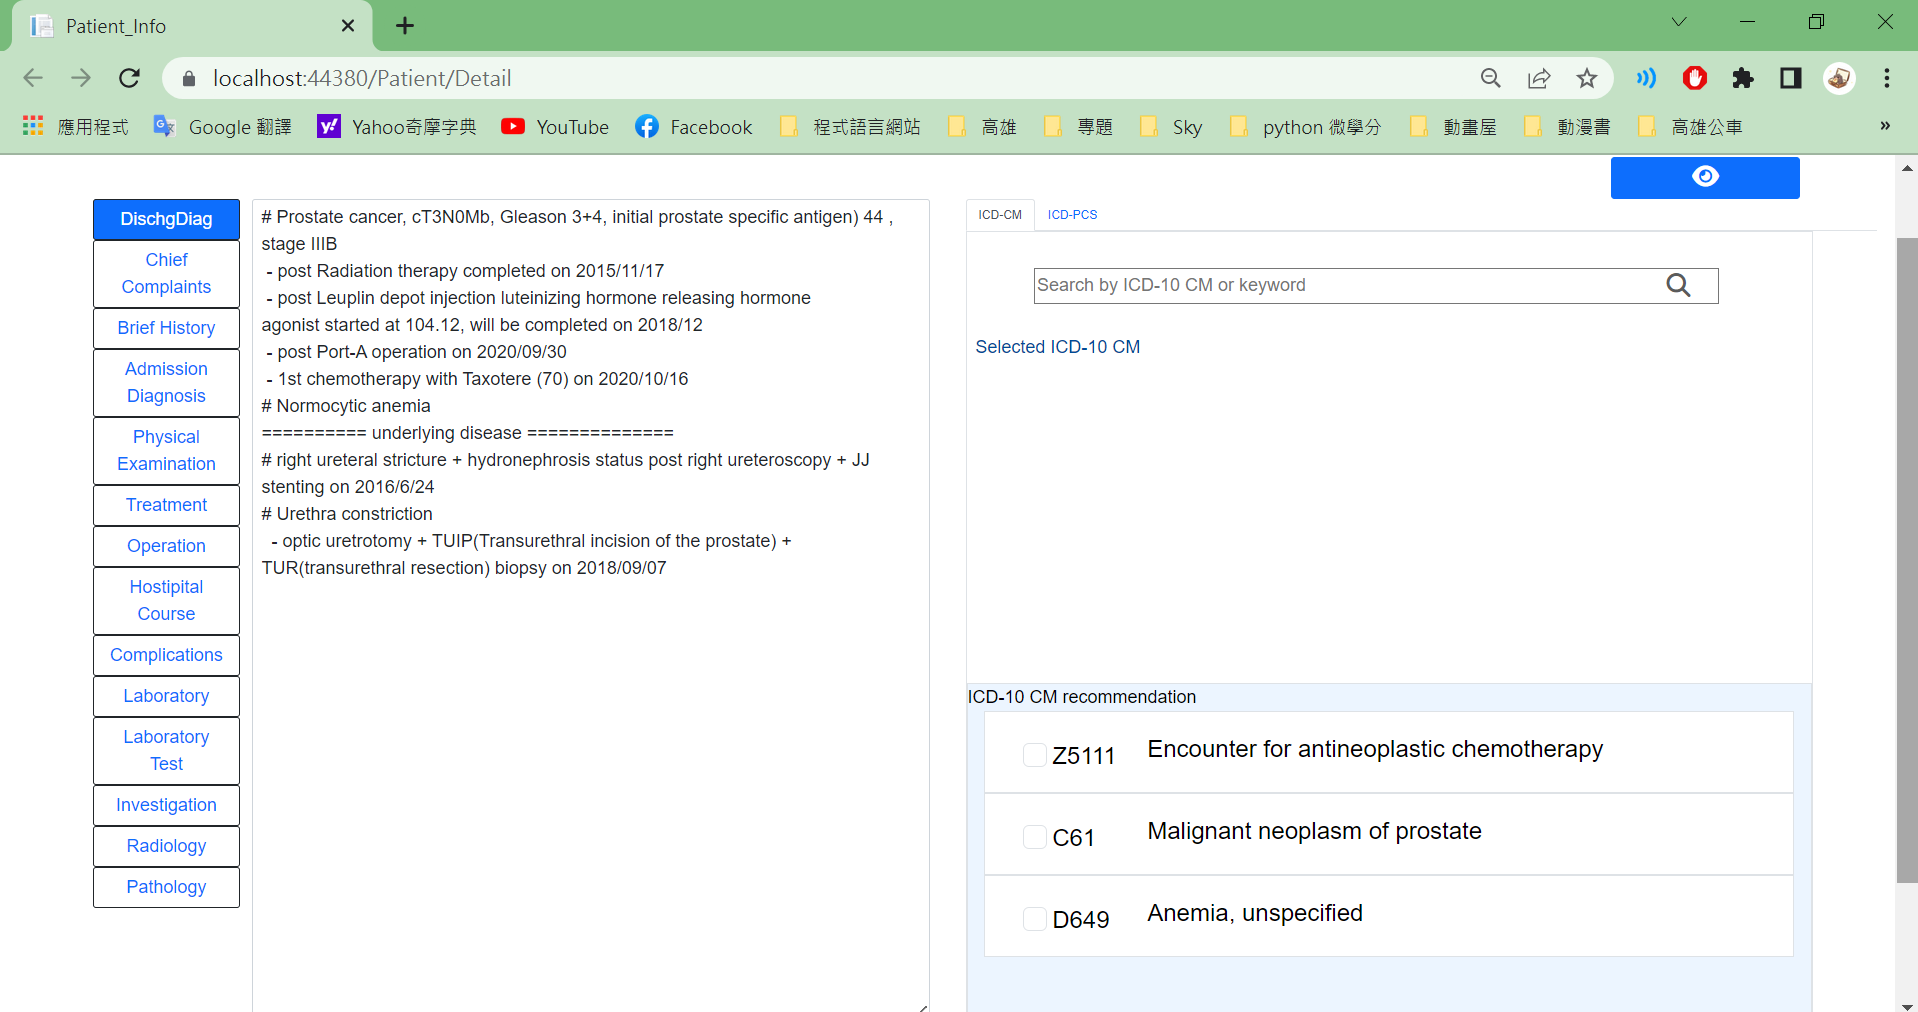 Patient_Info
localhost:44380/Patient/Detail
應用程式
Google 翻譯
Yahoo奇摩字典
YouTube
Facebook
程式語言網站
高雄
專題
Sky
python 微學分
動畫屋
動漫書
高雄公車
»
DischgDiag
Chief
Complaints
Brief History
Admission
Diagnosis
Physical
Examination
Treatment
Operation
Hostipital
Course
Complications
Laboratory
Laboratory
Test
Investigation
Radiology
Pathology
# Prostate cancer, cT3N0Mb, Gleason 3+4, initial prostate specific antigen) 44 ,
stage IIIB
- post Radiation therapy completed on 2015/11/17
- post Leuplin depot injection luteinizing hormone releasing hormone
agonist started at 104.12, will be completed on 2018/12
- post Port-A operation on 2020/09/30
- 1st chemotherapy with Taxotere (70) on 2020/10/16
# Normocytic anemia
========== underlying disease ==============
# right ureteral stricture + hydronephrosis status post right ureteroscopy + JJ
stenting on 2016/6/24
# Urethra constriction
- optic uretrotomy + TUIP(Transurethral incision of the prostate) +
TUR(transurethral resection) biopsy on 2018/09/07
ICD-CM
ICD-PCS
Search by ICD-10 CM or keyword
Selected ICD-10 CM
ICD-10 CM recommendation
Z5111 Encounter for antineoplastic chemotherapy
C61 Malignant neoplasm of prostate
D649 Anemia, unspecified